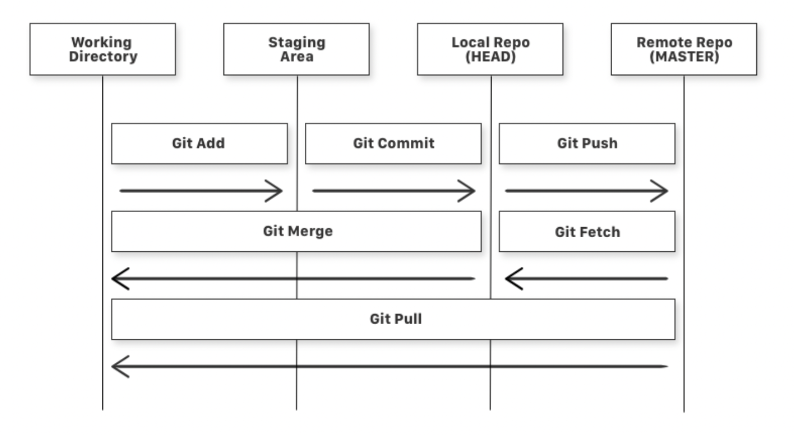 Working
Directory
Staging
Area
Local Repo
(HEAD)
Remote Repo
(MASTER)
Git Add
Git Commit
Git Push
Git Merge
Git Fetch
Git Pull